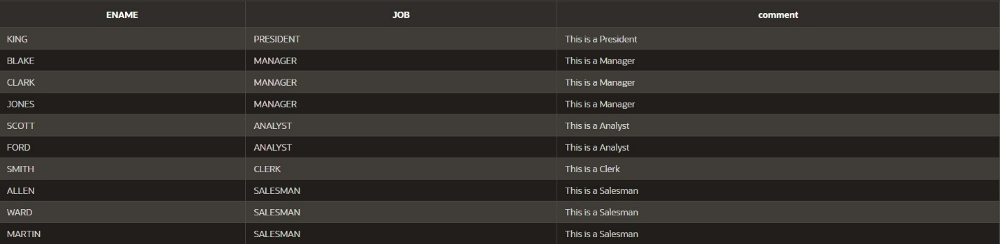 ENAME JOB comment
KING PRESIDENT This is a President
BLAKE MANAGER This is a Manager
CLARK MANAGER This is a Manager
JONES MANAGER This is a Manager
SCOTT ANALYST This is a Analyst
FORD ANALYST This is a Analyst
SMITH CLERK This is a Clerk
ALLEN SALESMAN This is a Salesman
WARD SALESMAN This is a Salesman
MARTIN SALESMAN This is a Salesman